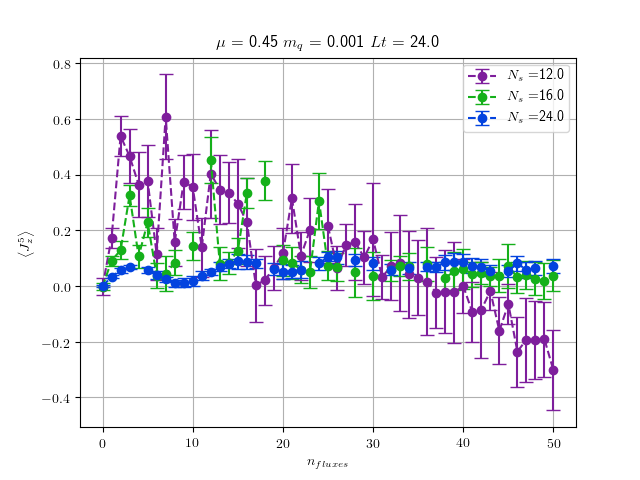 μ = 0.45 m_q = 0.001 Lt = 24.0
N_s =12.0
N_s =16.0
N_s =24.0
⟨J_z^5⟩
0.8
0.6
0.4
0.2
0.0
−0.2
−0.4
0 10 20 30 40 50
n_{fluxes}